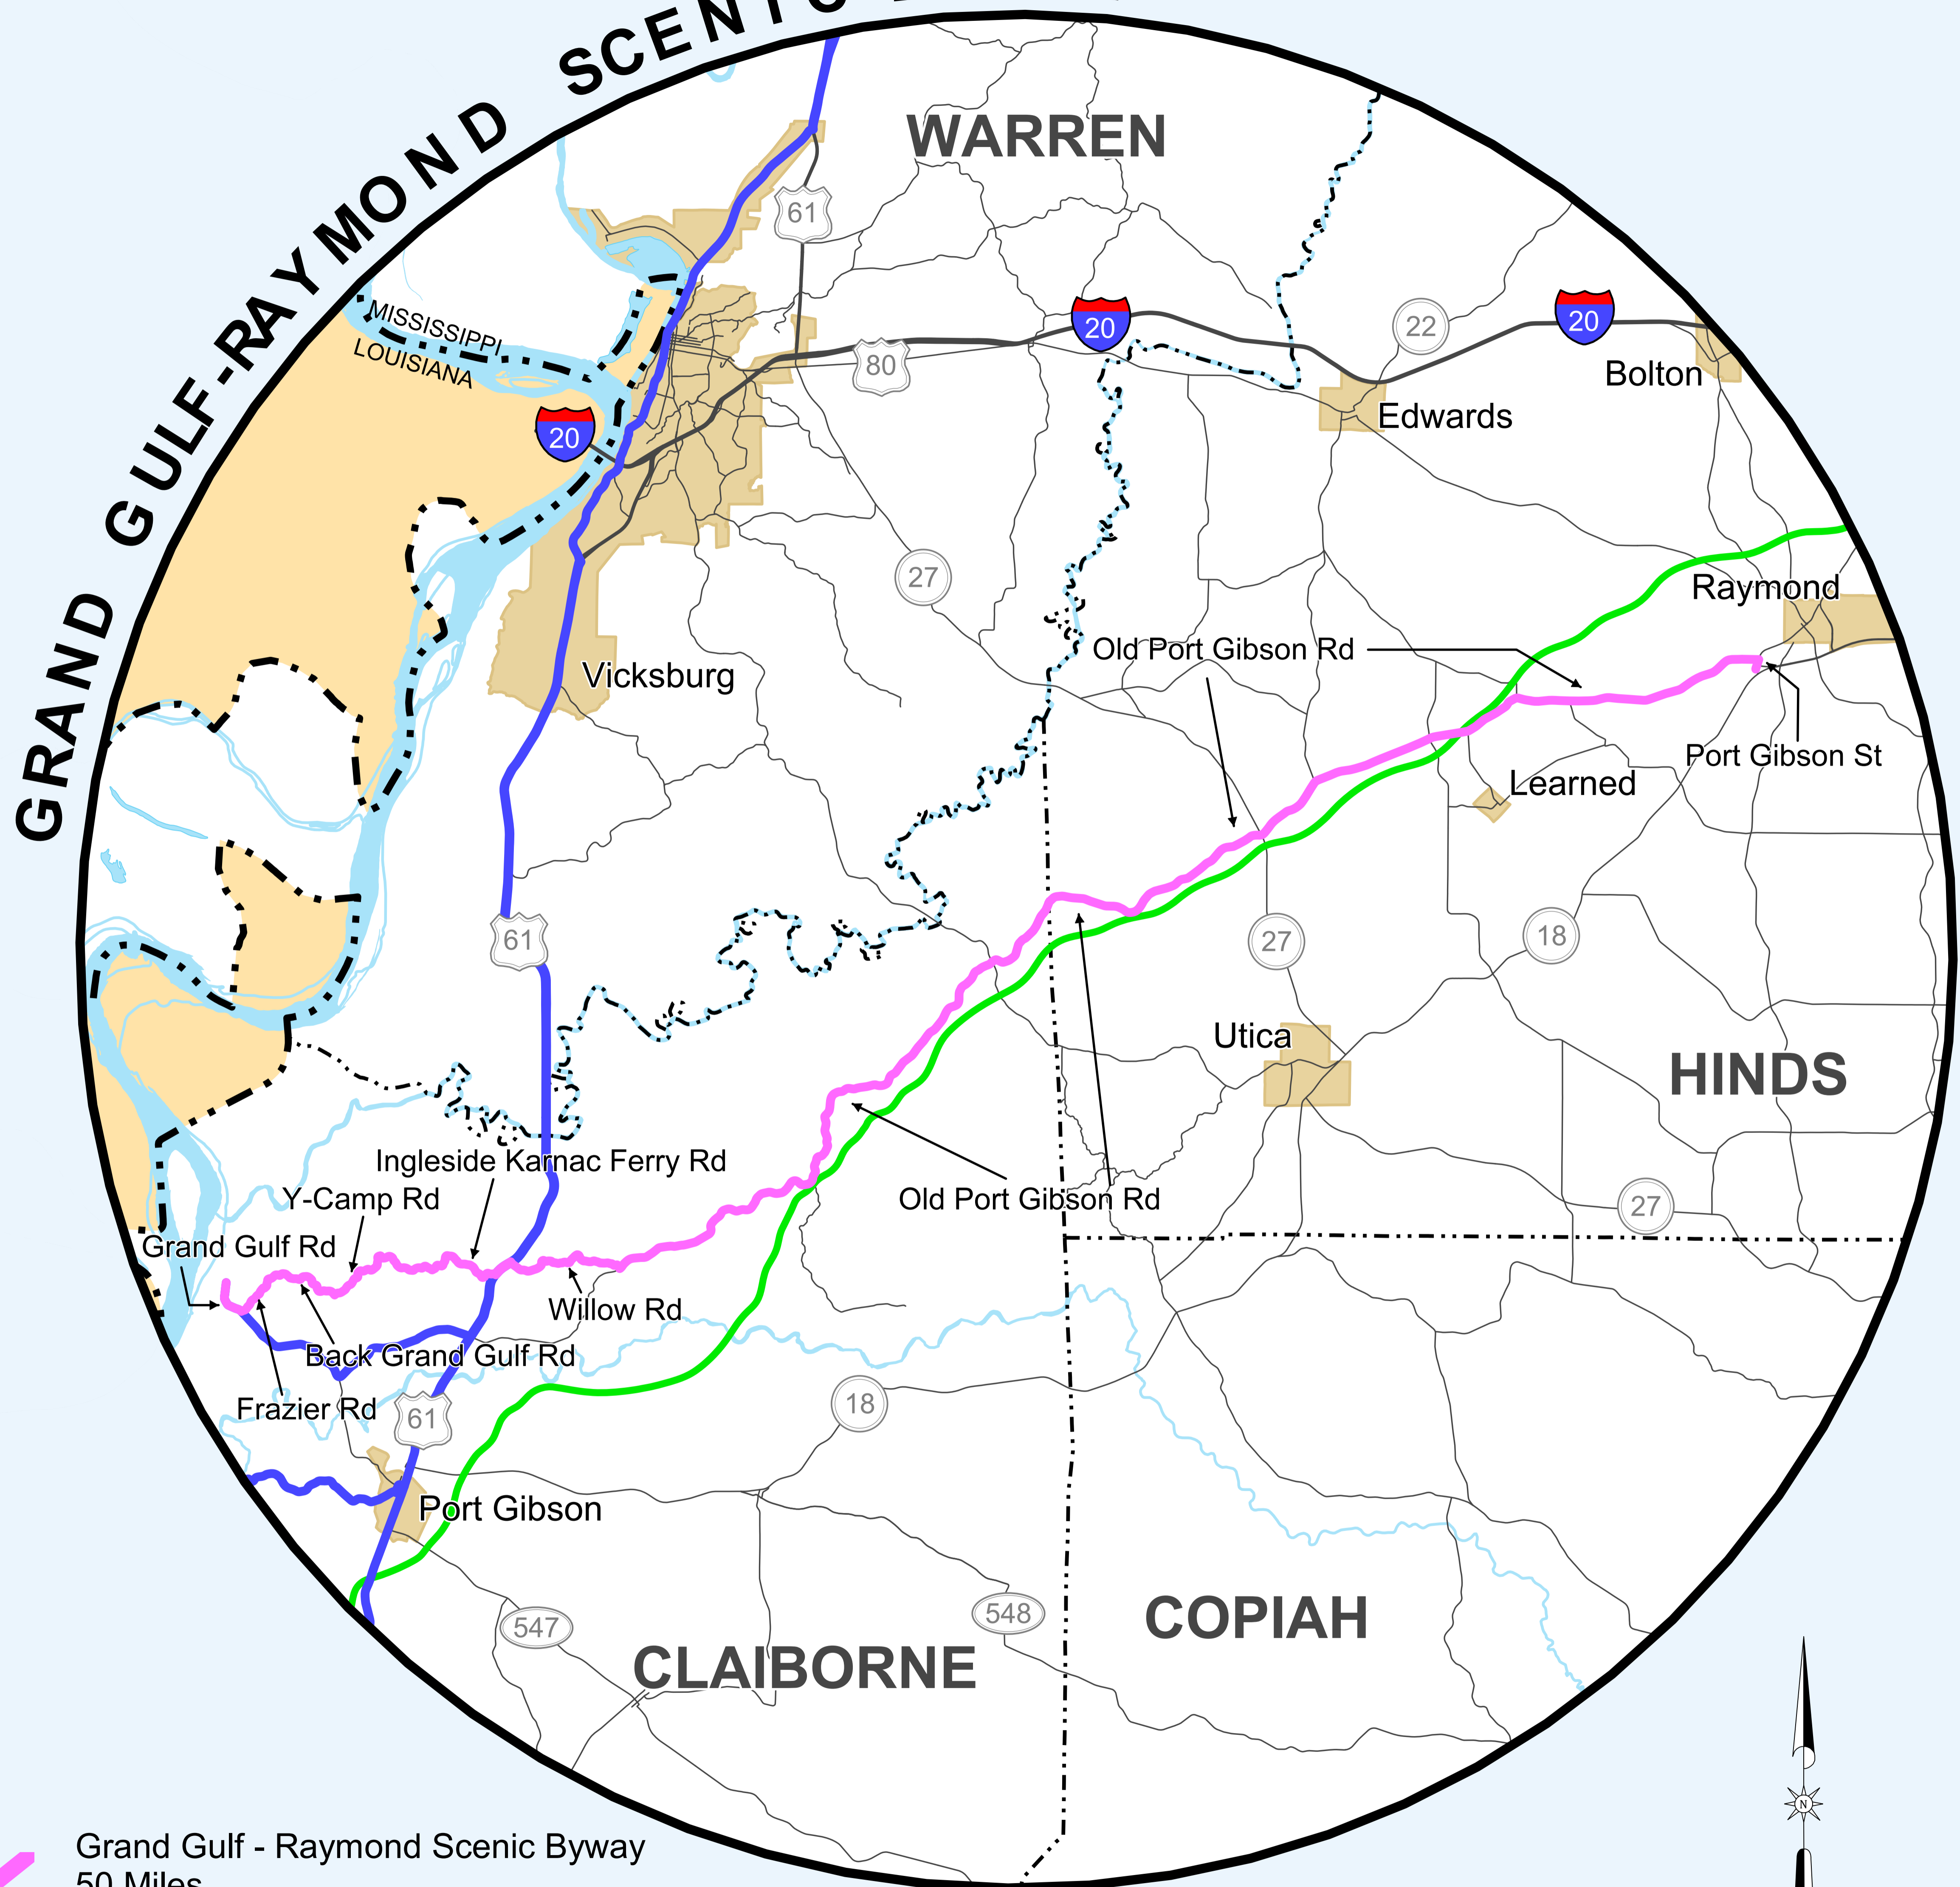 GRAND GULF-RAYMOND SCENIC
WARREN
61
MISSISSIPPI
LOUISIANA
20
80
20
22
20
Bolton
Edwards
27
Raymond
Old Port Gibson Rd
Vicksburg
Port Gibson St
Learned
61
27
18
Utica
HINDS
Ingleside Karnac Ferry Rd
Y-Camp Rd
Old Port Gibson Rd
27
Grand Gulf Rd
Willow Rd
Back Grand Gulf Rd
Frazier Rd
61
18
Port Gibson
547
548
COPIAH
CLAIBORNE
N
Grand Gulf - Raymond Scenic Byway
50 Miles